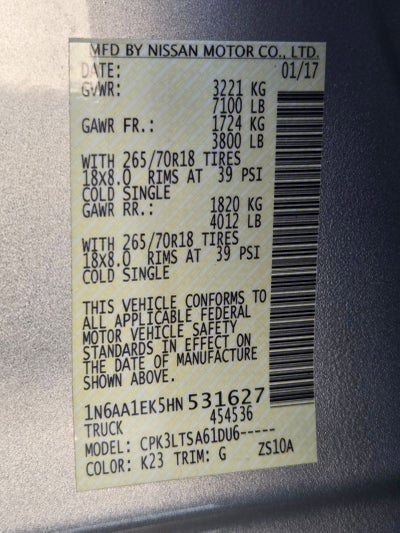 MFD BY NISSAN MOTOR CO., LTD.
DATE: 01/17
GVWR: 3221 KG
7100 LB
GAWR FR.: 1724 KG
3800 LB
WITH 265/70R18 TIRES
18X8.0 RIMS AT 39 PSI
COLD SINGLE
GAWR RR.: 1820 KG
4012 LB
WITH 265/70R18 TIRES
18X8.0 RIMS AT 39 PSI
COLD SINGLE
THIS VEHICLE CONFORMS TO
ALL APPLICABLE FEDERAL
MOTOR VEHICLE SAFETY
STANDARDS IN EFFECT ON
THE DATE OF MANUFACTURE
SHOWN ABOVE.
1N6AA1EK5HN531627
TRUCK 454536
MODEL: CPK3LTSA61DU6-----
COLOR: K23 TRIM: G ZS10A